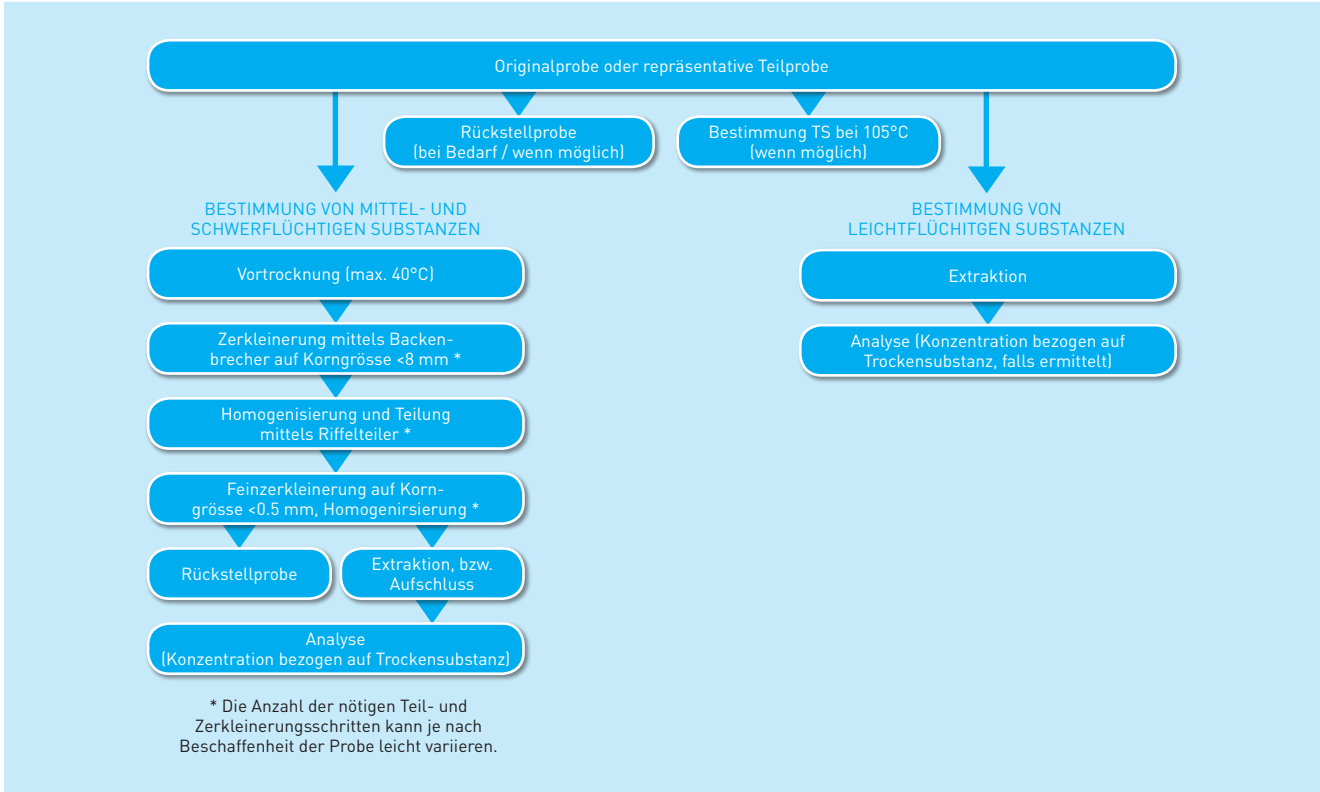 Originalprobe oder repräsentative Teilprobe
Rückstellprobe
(bei Bedarf / wenn möglich)
Bestimmung TS bei 105°C
(wenn möglich)
BESTIMMUNG VON MITTEL- UND
SCHWERFLÜCHTIGEN SUBSTANZEN
Vortrocknung (max. 40°C)
Zerkleinerung mittels Backen-
brecher auf Korngrösse <8 mm *
Homogenisierung und Teilung
mittels Riffelteiler *
Feinzerkleinerung auf Korn-
grösse <0.5 mm, Homogenirsierung *
Rückstellprobe
Extraktion, bzw.
Aufschluss
Analyse
(Konzentration bezogen auf Trockensubstanz)
* Die Anzahl der nötigen Teil- und
Zerkleinerungsschritten kann je nach
Beschaffenheit der Probe leicht variieren.
BESTIMMUNG VON
LEICHTFLÜCHITGEN SUBSTANZEN
Extraktion
Analyse (Konzentration bezogen auf
Trockensubstanz, falls ermittelt)